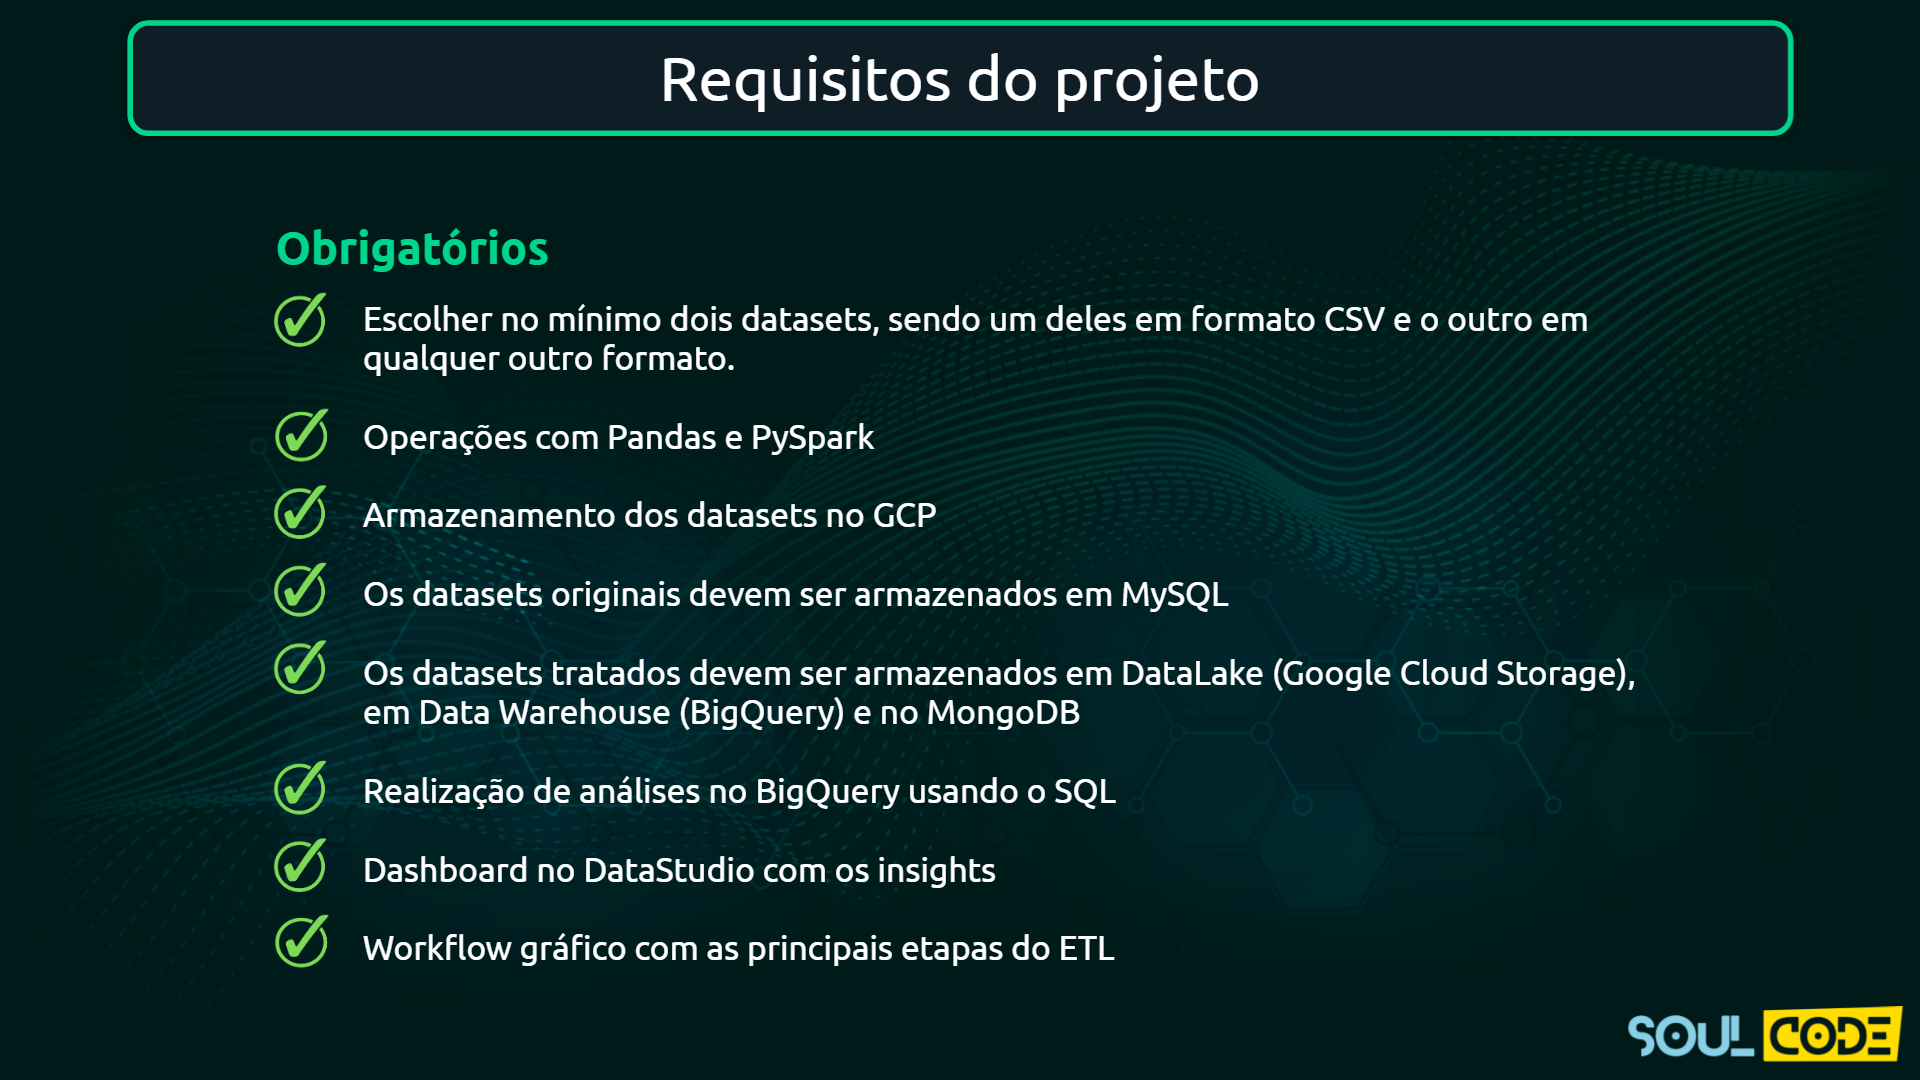 Requisitos do projeto
Obrigatórios
Escolher no mínimo dois datasets, sendo um deles em formato CSV e o outro em
qualquer outro formato.
Operações com Pandas e PySpark
Armazenamento dos datasets no GCP
Os datasets originais devem ser armazenados em MySQL
Os datasets tratados devem ser armazenados em DataLake (Google Cloud Storage),
em Data Warehouse (BigQuery) e no MongoDB
Realização de análises no BigQuery usando o SQL
Dashboard no DataStudio com os insights
Workflow gráfico com as principais etapas do ETL
SOUL CODE